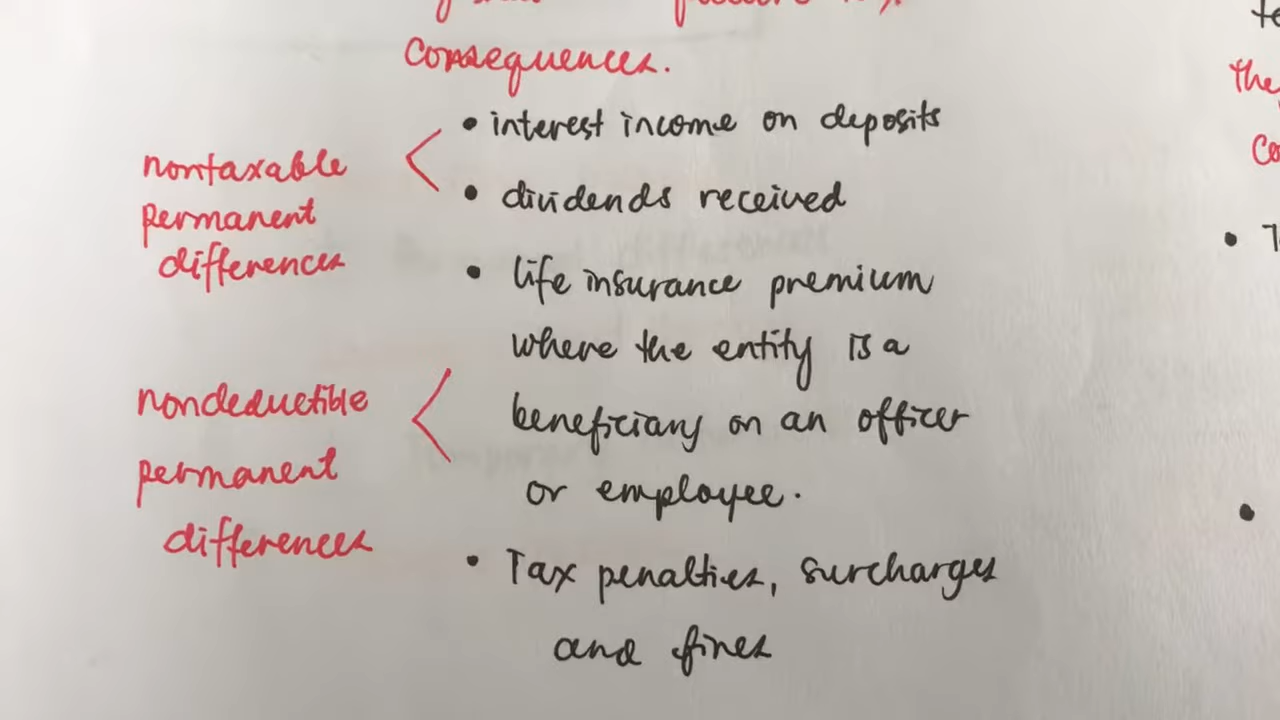 consequences.
• interest income on deposits
nontaxable
permanent
differences
• dividends received
• life insurance premium
where the entity is a
beneficiary on an officer
or employee.
nondeductible
permanent
differences
• Tax penalties, surcharges
and fines
the